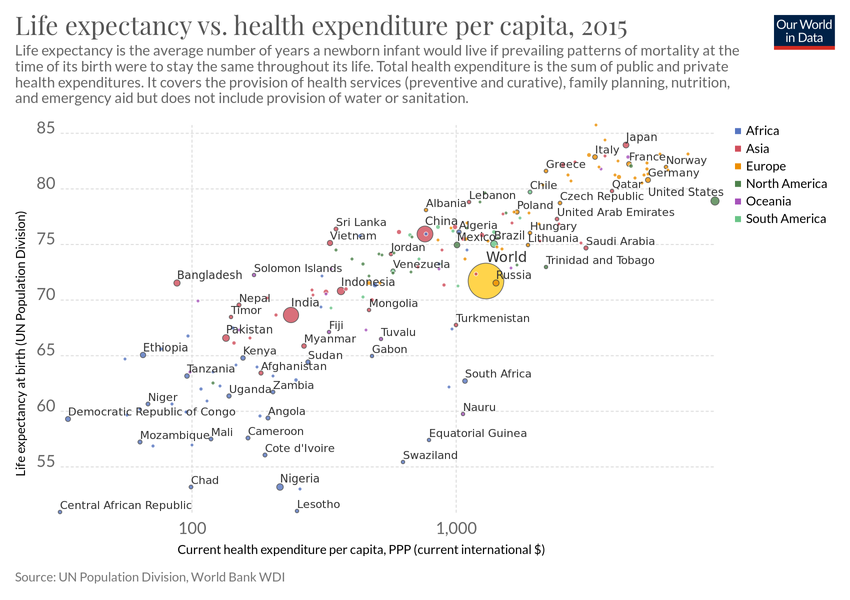 Life expectancy vs. health expenditure per capita, 2015
Our World
in Data
Life expectancy is the average number of years a newborn infant would live if prevailing patterns of mortality at the
time of its birth were to stay the same throughout its life. Total health expenditure is the sum of public and private
health expenditures. It covers the provision of health services (preventive and curative), family planning, nutrition,
and emergency aid but does not include provision of water or sanitation.
85
80
75
70
65
60
55
Life expectancy at birth (UN Population Division)
Japan
Italy
France
Norway
Greece
Germany
Qatar
United States
Chile
Lebanon
Czech Republic
Albania
Poland
United Arab Emirates
Sri Lanka
China
Algeria
Hungary
Vietnam
Mexico
Brazil
Lithuania
Saudi Arabia
Jordan
World
Trinidad and Tobago
Solomon Islands
Venezuela
Bangladesh
Indonesia
Russia
Nepal
India
Mongolia
Timor
Turkmenistan
Pakistan
Fiji
Tuvalu
Myanmar
Ethiopia
Kenya
Sudan
Gabon
Tanzania
Afghanistan
South Africa
Uganda
Zambia
Niger
Nauru
Democratic Republic of Congo
Angola
Mozambique
Mali
Cameroon
Equatorial Guinea
Cote d'Ivoire
Swaziland
Chad
Nigeria
Central African Republic
Lesotho
100
1,000
Current health expenditure per capita, PPP (current international $)
Africa
Asia
Europe
North America
Oceania
South America
Source: UN Population Division, World Bank WDI